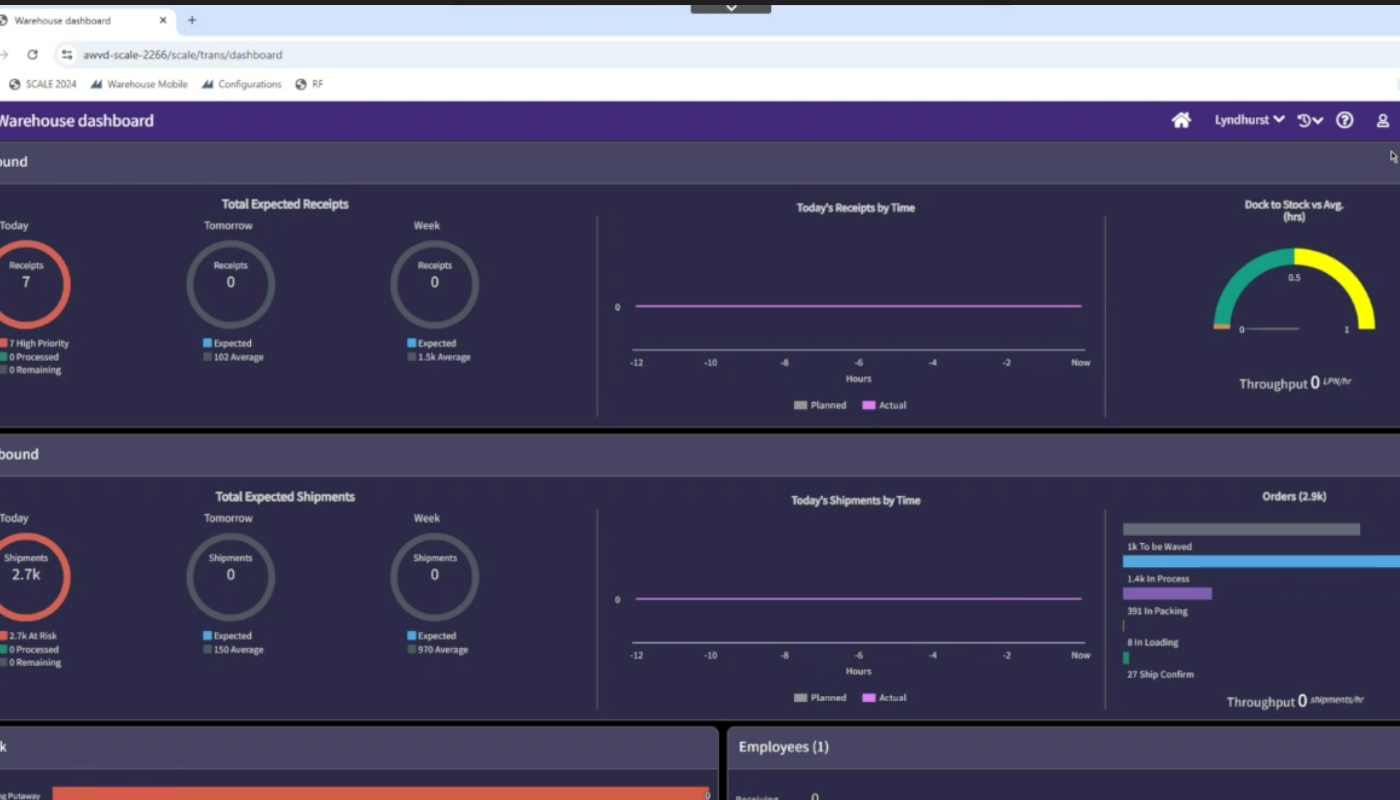 Warehouse dashboard
awvd-scale-2266/scale/trans/dashboard
SCALE 2024 Warehouse Mobile Configurations RF
Warehouse dashboard Lyndhurst
ound
Total Expected Receipts
Today Tomorrow Week
Receipts 7
7 High Priority
0 Processed
0 Remaining
Receipts 0
Expected
102 Average
Receipts 0
Expected
1.5k Average
Today's Receipts by Time
0
-12 -10 -8 -6 -4 -2 Now
Hours
Planned Actual
Dock to Stock vs Avg.
(hrs)
0.5
0 1
Throughput 0 LPN/hr
bound
Total Expected Shipments
Today Tomorrow Week
Shipments 2.7k
2.7k At Risk
0 Processed
0 Remaining
Shipments 0
Expected
150 Average
Shipments 0
Expected
970 Average
Today's Shipments by Time
0
-12 -10 -8 -6 -4 -2 Now
Hours
Planned Actual
Orders (2.9k)
1k To be Waved
1.4k In Process
391 In Packing
8 In Loading
27 Ship Confirm
Throughput 0 shipments/hr
k
ng Putaway 0
Employees (1)
Receiving 0